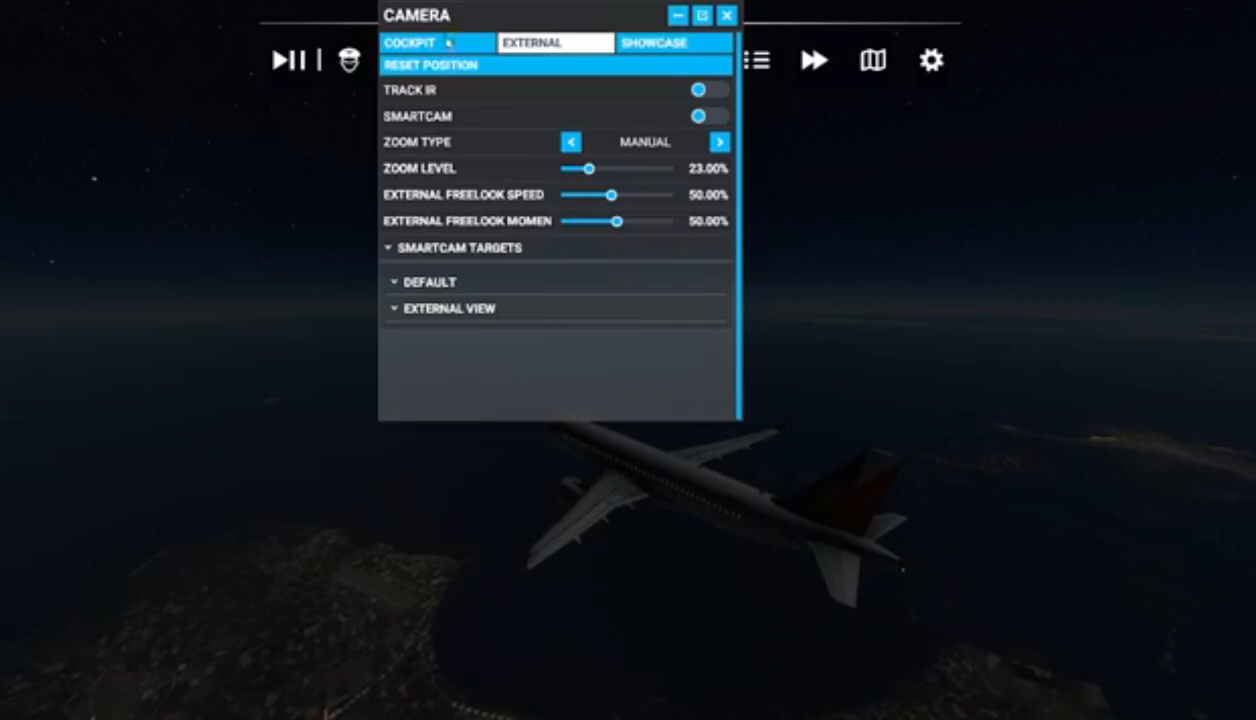 CAMERA
COCKPIT EXTERNAL SHOWCASE
RESET POSITION
TRACK IR
SMARTCAM
ZOOM TYPE MANUAL
ZOOM LEVEL 23.00%
EXTERNAL FREELOOK SPEED 50.00%
EXTERNAL FREELOOK MOMEN 50.00%
SMARTCAM TARGETS
DEFAULT
EXTERNAL VIEW